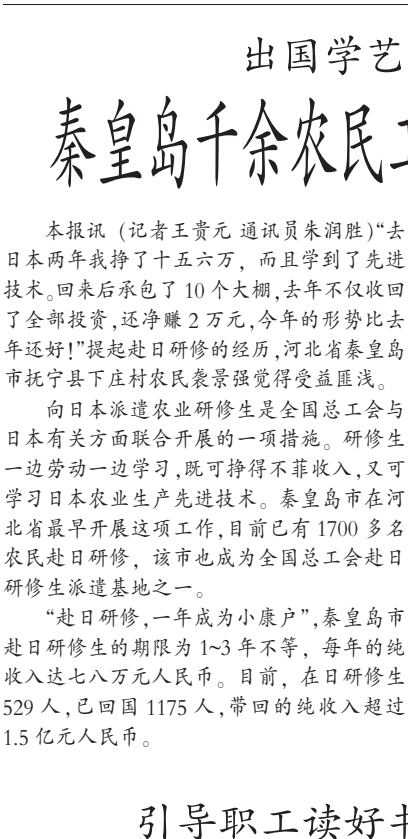 出国学艺
秦皇岛千余农民工
本报讯（记者王贵元 通讯员朱润胜）“去
日本两年我挣了十五六万，而且学到了先进
技术。回来后承包了 10 个大棚，去年不仅收回
了全部投资，还净赚 2 万元，今年的形势比去
年还好！”提起赴日研修的经历，河北省秦皇岛
市抚宁县下庄村农民袭景强觉得受益匪浅。
向日本派遣农业研修生是全国总工会与
日本有关方面联合开展的一项措施。研修生
一边劳动一边学习，既可挣得不菲收入，又可
学习日本农业生产先进技术。秦皇岛市在河
北省最早开展这项工作，目前已有 1700 多名
农民赴日研修，该市也成为全国总工会赴日
研修生派遣基地之一。
“赴日研修，一年成为小康户”，秦皇岛市
赴日研修生的期限为 1~3 年不等，每年的纯
收入达七八万元人民币。目前，在日研修生
529 人，已回国 1175 人，带回的纯收入超过
1.5 亿元人民币。
引导职工读好书